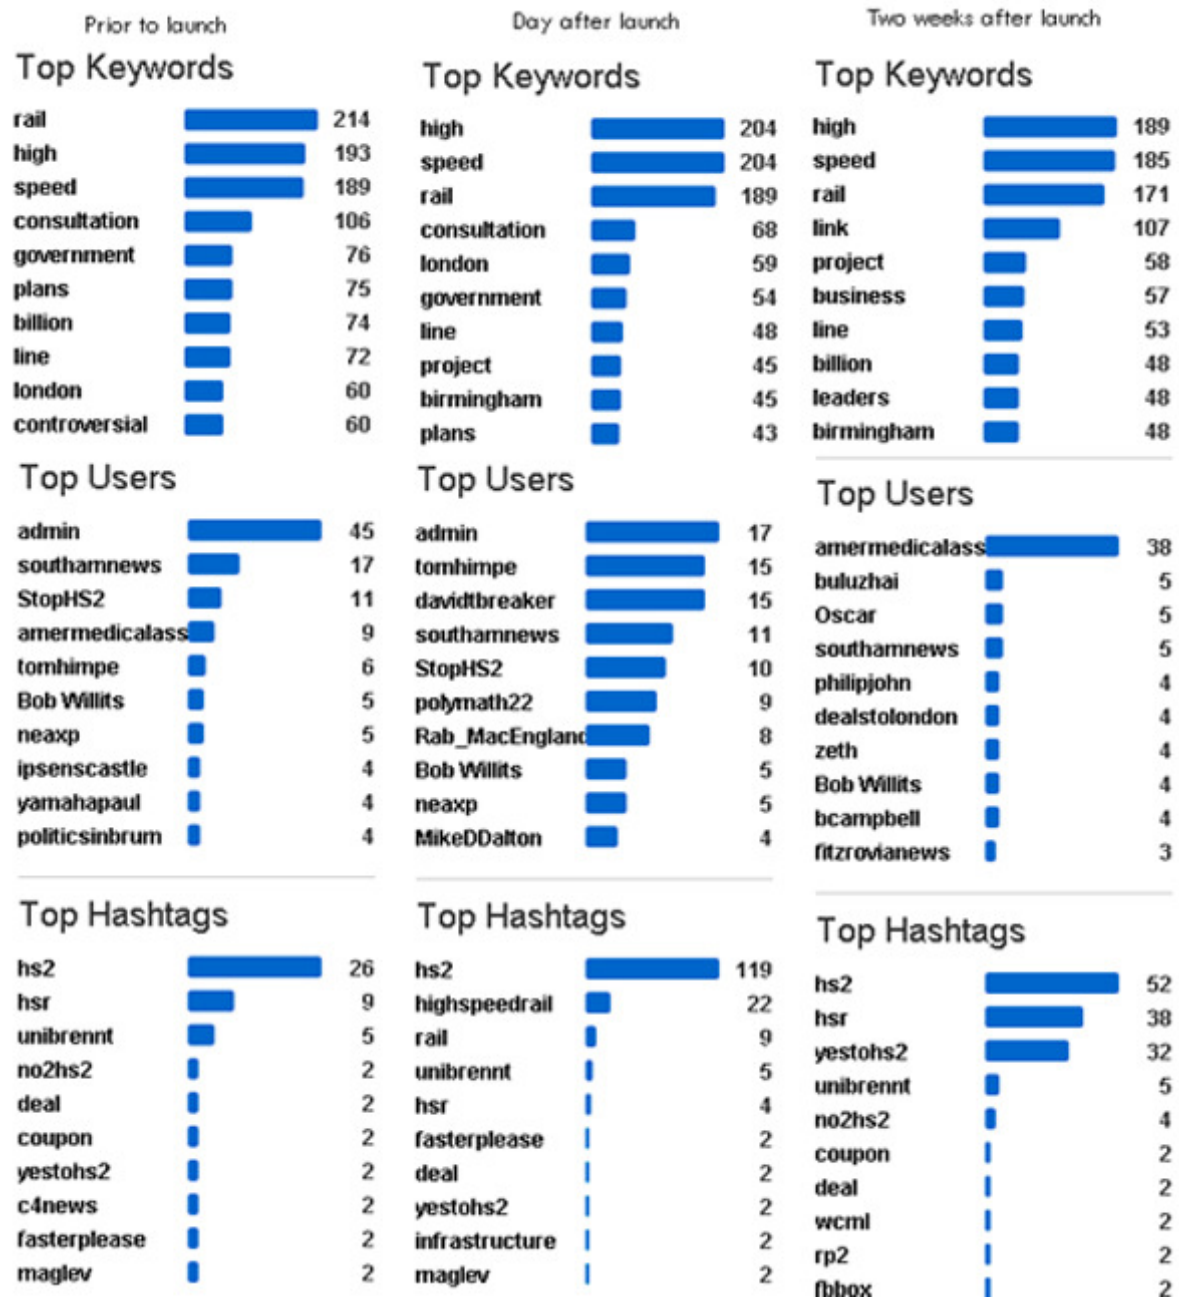 Prior to launch
Top Keywords
rail 214
high 193
speed 189
consultation 106
government 76
plans 75
billion 74
line 72
london 60
controversial 60
Top Users
admin 45
southamnews 17
StopHS2 11
amermedicalass 9
tomhimpe 6
Bob Willits 5
neaxp 5
ipsenscastle 4
yamahapaul 4
politicsinbrum 4
Top Hashtags
hs2 26
hsr 9
unibrennt 5
no2hs2 2
deal 2
coupon 2
yestohs2 2
c4news 2
fasterplease 2
maglev 2
Day after launch
Top Keywords
high 204
speed 204
rail 189
consultation 68
london 59
government 54
line 48
project 45
birmingham 45
plans 43
Top Users
admin 17
tomhimpe 15
davidtbreaker 15
southamnews 11
StopHS2 10
polymath22 9
Rab_MacEngland 8
Bob Willits 5
neaxp 5
MikeDDalton 4
Top Hashtags
hs2 119
highspeedrail 22
rail 9
unibrennt 5
hsr 4
fasterplease 2
deal 2
yestohs2 2
infrastructure 2
maglev 2
Two weeks after launch
Top Keywords
high 189
speed 185
rail 171
link 107
project 58
business 57
line 53
billion 48
leaders 48
birmingham 48
Top Users
amermedicalass 38
buluzhai 5
Oscar 5
southamnews 5
philipjohn 4
dealstolondon 4
zeth 4
Bob Willits 4
bcampbell 4
fitzrovianews 3
Top Hashtags
hs2 52
hsr 38
yestohs2 32
unibrennt 5
no2hs2 4
coupon 2
deal 2
wcml 2
rp2 2
fbbox 2